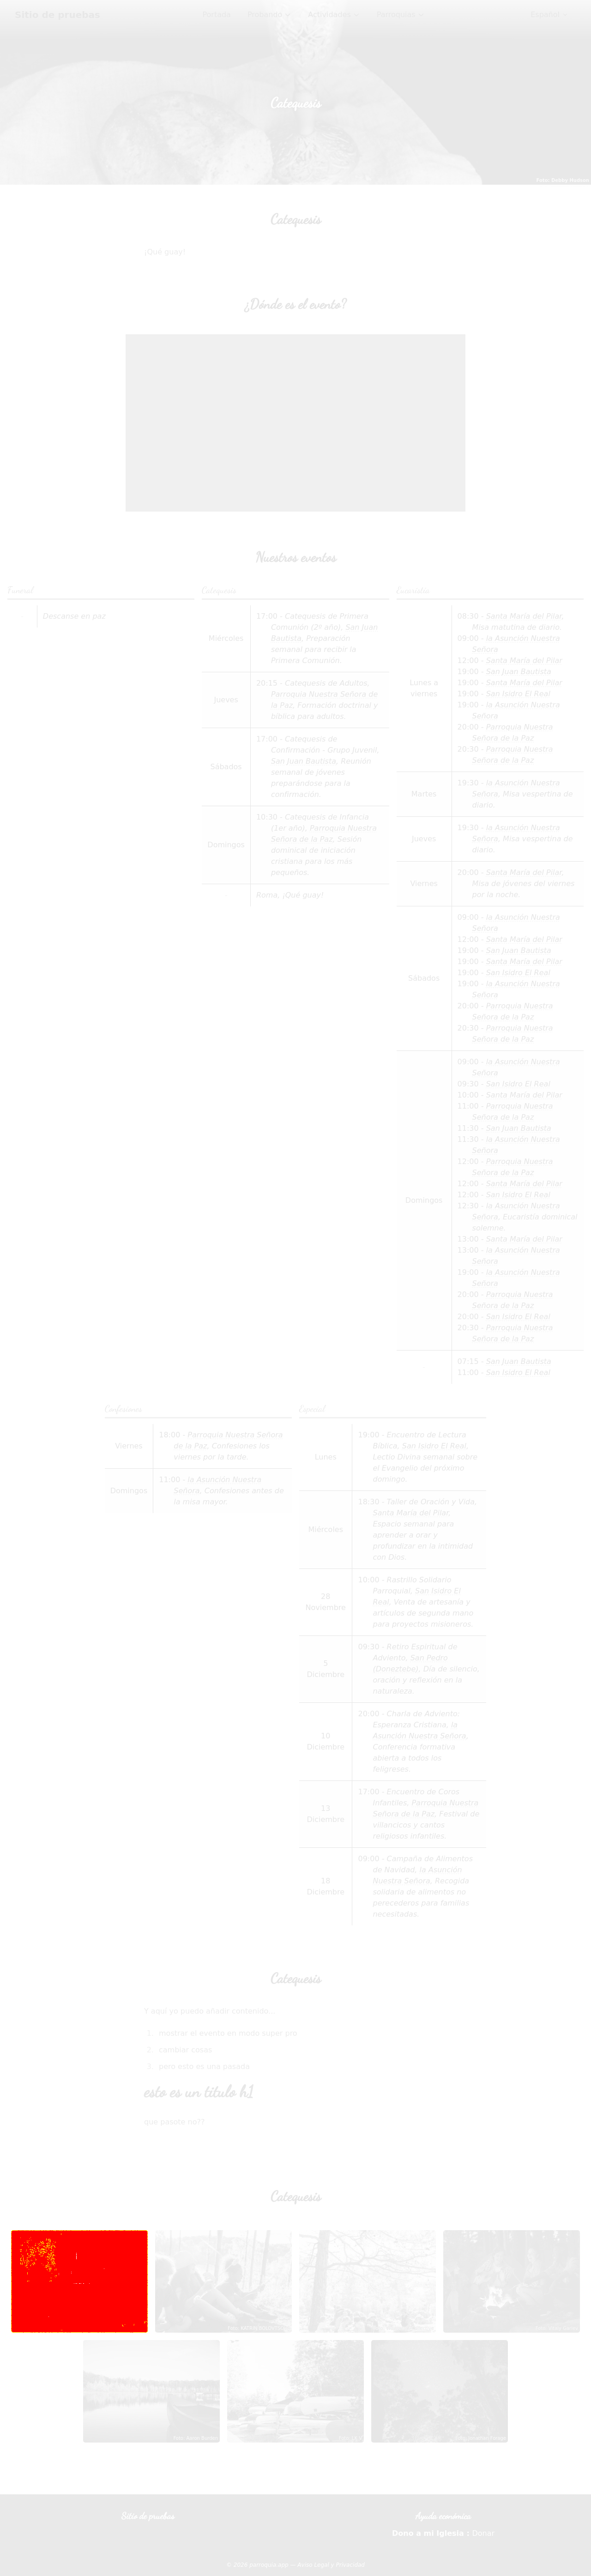 Sitio de pruebas
Actividades
Catequesis
Catequesis
¡Qué guay!
¿Dónde es el evento?
Nuestros eventos
Funeral
Descanse en paz
Catequesis
Miércoles
17:00 - Catequesis de Primera
Comunión (2º año), San Juan
Bautista, Preparación
semanal para recibir la
Primera Comunión.
Jueves
20:15 - Catequesis de Adultos,
Parroquia Nuestra Señora de
la Paz, Formación doctrinal y
bíblica para adultos.
Sábados
17:00 - Catequesis de
Confirmación - Grupo Juvenil,
San Juan Bautista, Reunión
semanal de jóvenes
preparándose para la
confirmación.
Domingos
10:30 - Catequesis de Infancia
(1er año), Parroquia Nuestra
Señora de la Paz, Sesión
dominical de iniciación
cristiana para los más
pequeños.
Roma, ¡Qué guay!
Eucaristía
Lunes a
viernes
08:30 - Santa María del Pilar,
Misa matutina de diario.
09:00 - la Asunción Nuestra
Señora
12:00 - Santa María del Pilar
19:00 - San Juan Bautista
19:00 - Santa María del Pilar
19:00 - San Isidro El Real
19:00 - la Asunción Nuestra
Señora
20:00 - Parroquia Nuestra
Señora de la Paz
20:30 - Parroquia Nuestra
Señora de la Paz
Martes
19:30 - la Asunción Nuestra
Señora, Misa vespertina de
diario.
Jueves
19:30 - la Asunción Nuestra
Señora, Misa vespertina de
diario.
Viernes
20:00 - Santa María del Pilar,
Misa de jóvenes del viernes
por la noche.
Sábados
09:00 - la Asunción Nuestra
Señora
12:00 - Santa María del Pilar
19:00 - San Juan Bautista
19:00 - Santa María del Pilar
19:00 - San Isidro El Real
19:00 - la Asunción Nuestra
Señora
20:00 - Parroquia Nuestra
Señora de la Paz
20:30 - Parroquia Nuestra
Señora de la Paz
Domingos
09:00 - la Asunción Nuestra
Señora
09:30 - San Isidro El Real
10:00 - Santa María del Pilar
11:00 - Parroquia Nuestra
Señora de la Paz
11:30 - San Juan Bautista
11:30 - la Asunción Nuestra
Señora
12:00 - Parroquia Nuestra
Señora de la Paz
12:00 - Santa María del Pilar
12:00 - San Isidro El Real
12:30 - la Asunción Nuestra
Señora, Eucaristía dominical
solemne
13:00 - Santa María del Pilar
13:00 - la Asunción Nuestra
Señora
19:00 - la Asunción Nuestra
Señora
20:00 - Parroquia Nuestra
Señora de la Paz
20:00 - San Isidro El Real
20:30 - Parroquia Nuestra
Señora de la Paz
07:15 - San Juan Bautista
11:00 - San Isidro El Real
Confesiones
Viernes
18:00 - Parroquia Nuestra Señora
de la Paz, Confesiones los
viernes por la tarde.
Domingos
11:00 - la Asunción Nuestra
Señora, Confesiones antes de
la misa mayor.
Especial
Lunes
19:00 - Encuentro de Lectura
Bíblica, San Isidro El Real,
Lectio Divina semanal sobre
el Evangelio del próximo
domingo.
Miércoles
18:30 - Taller de Oración y Vida,
Santa María del Pilar,
Espacio semanal para
aprender a orar y
profundizar en la intimidad
con Dios.
28
Noviembre
10:00 - Rastrillo Solidario
Parroquial, San Isidro El
Real, Venta de artesanía y
artículos de segunda mano
para proyectos misioneros.
5
Diciembre
09:30 - Retiro Espiritual de
Adviento, San Pedro
(Doneztebe), Día de silencio,
oración y reflexión en la
naturaleza.
10
Diciembre
20:00 - Charla de Adviento:
Esperanza Cristiana, la
Asunción Nuestra Señora,
Conferencia formativa
abierta a todos los
feligreses.
13
Diciembre
17:00 - Encuentro de Coros
Infantiles, Parroquia Nuestra
Señora de la Paz, Festival de
villancicos y cantos
religiosos infantiles.
18
Diciembre
09:00 - Campaña de Alimentos
de Navidad, la Asunción
Nuestra Señora, Recogida
solidaria de alimentos no
perecederos para familias
necesitadas.
Catequesis
Y aquí yo puedo añadir contenido...
1. mostrar el evento en modo super pro
2. cambiar cosas
3. pero esto es una pasada
esto es un titulo h1
que pasaaa no??
Catequesis
Sitio de pruebas
Ayuda económica
Dono a mi Iglesia : Donar